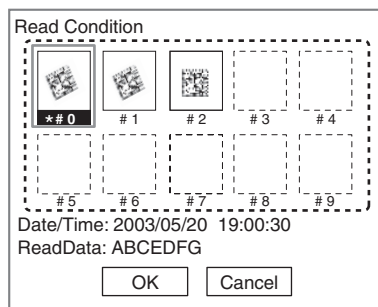 Read Condition
*# 0 # 1 # 2 # 3 # 4
# 5 # 6 # 7 # 8 # 9
Date/Time: 2003/05/20 19:00:30
ReadData: ABCEDFG
OK Cancel